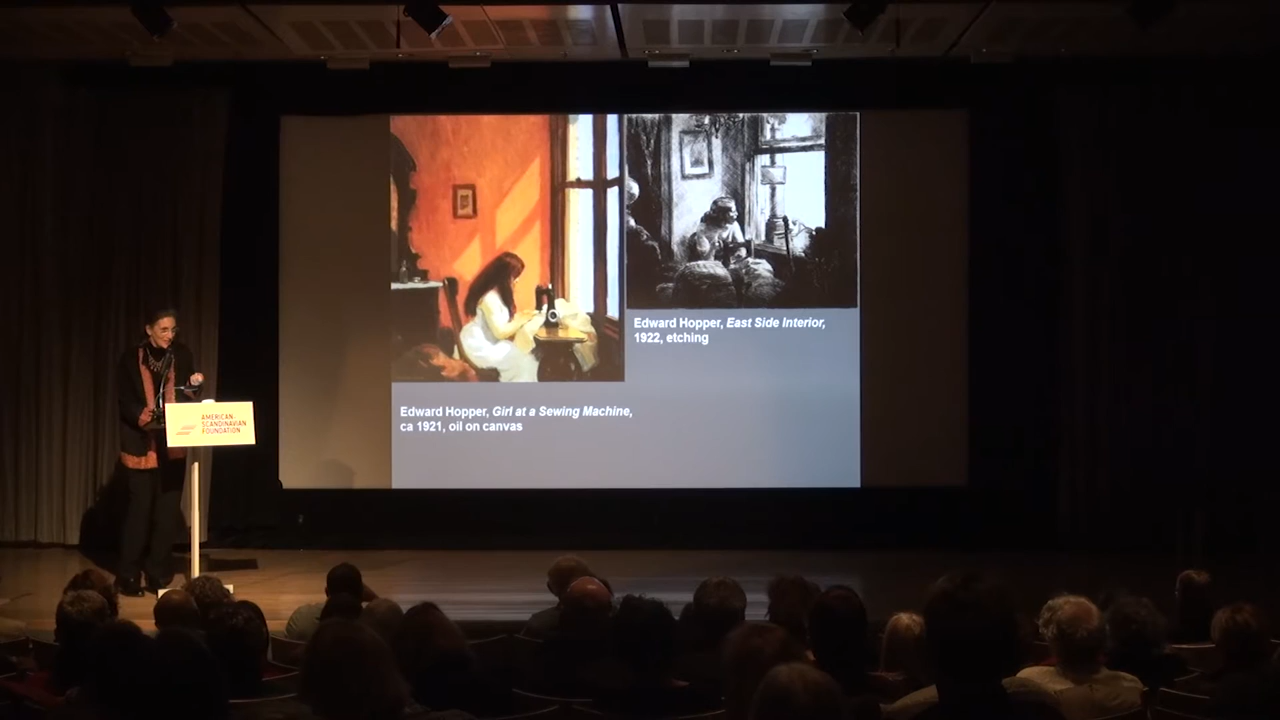 AMERICAN-
SCANDINAVIAN
FOUNDATION
Edward Hopper, East Side Interior,
1922, etching
Edward Hopper, Girl at a Sewing Machine,
ca 1921, oil on canvas